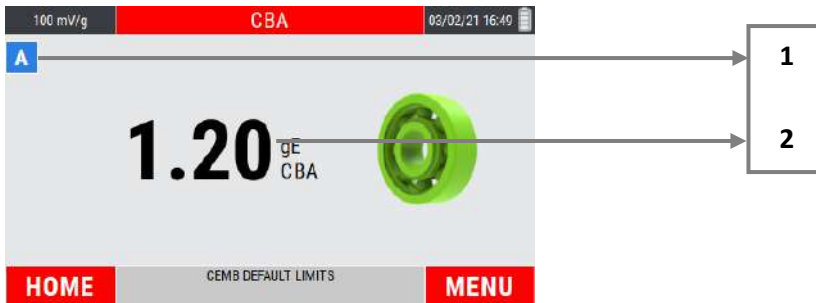 100 mV/g CBA 03/02/21 16:49
A
1
1.20 gE CBA
2
HOME CEMB DEFAULT LIMITS MENU